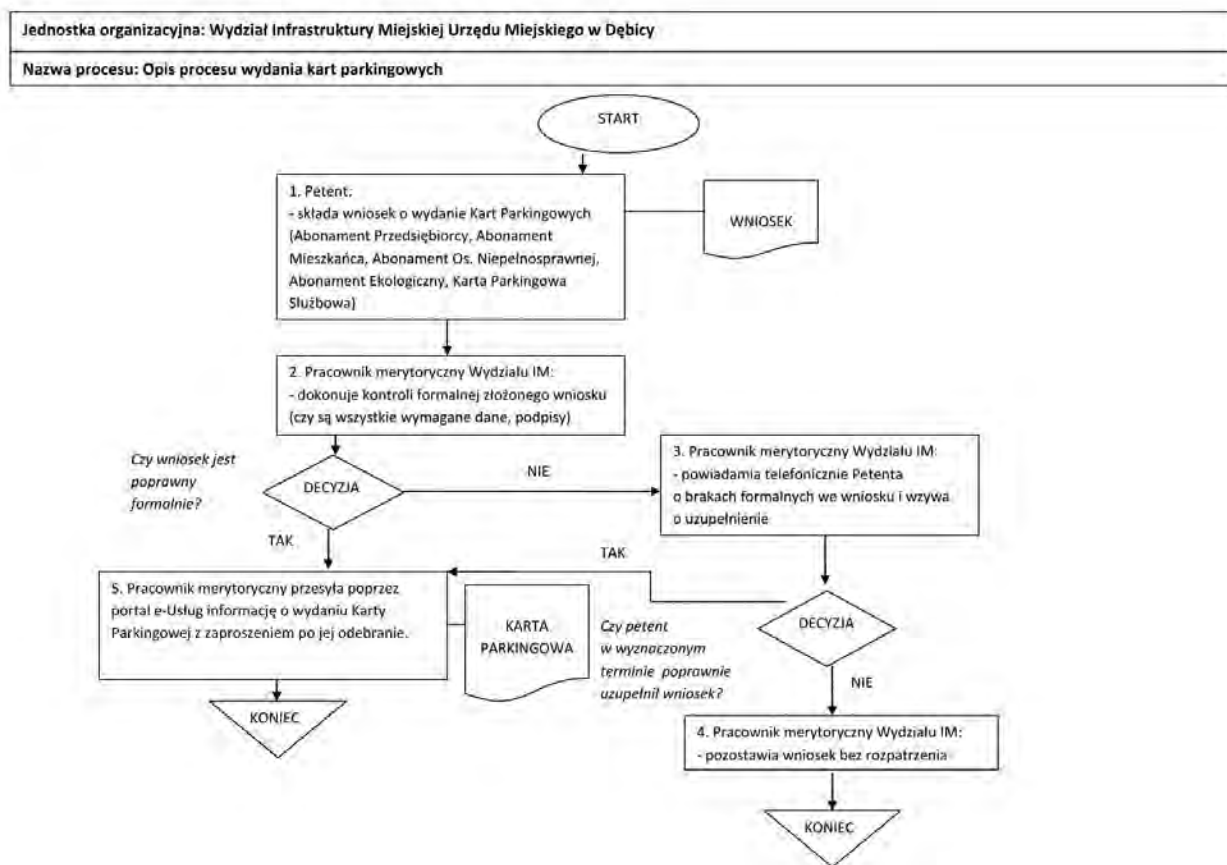 Jednostka organizacyjna: Wydział Infrastruktury Miejskiej Urzędu Miejskiego w Dębicy
Nazwa procesu: Opis procesu wydania kart parkingowych
START
1. Petent:
- składa wniosek o wydanie Kart Parkingowych
(Abonament Przedsiębiorcy, Abonament
Mieszkańca, Abonament Os. Niepełnosprawnej,
Abonament Ekologiczny, Karta Parkingowa
Służbowa)
WNIOSEK
2. Pracownik merytoryczny Wydziału IM:
- dokonuje kontroli formalnej złożonego wniosku
(czy są wszystkie wymagane dane, podpisy)
Czy wniosek jest
poprawny
formalnie?
DECYZJA
NIE
3. Pracownik merytoryczny Wydziału IM:
- powiadamia telefonicznie Petenta
o brakach formalnych we wniosku i wzywa
o uzupełnienie
TAK
TAK
5. Pracownik merytoryczny przesyła poprzez
portal e-Usług informację o wydaniu Karty
Parkingowej z zaproszeniem po jej odebranie.
KARTA
PARKINGOWA
Czy petent
w wyznaczonym
terminie poprawnie
uzupełnił wniosek?
DECYZJA
NIE
KONIEC
4. Pracownik merytoryczny Wydziału IM:
- pozostawia wniosek bez rozpatrzenia
KONIEC